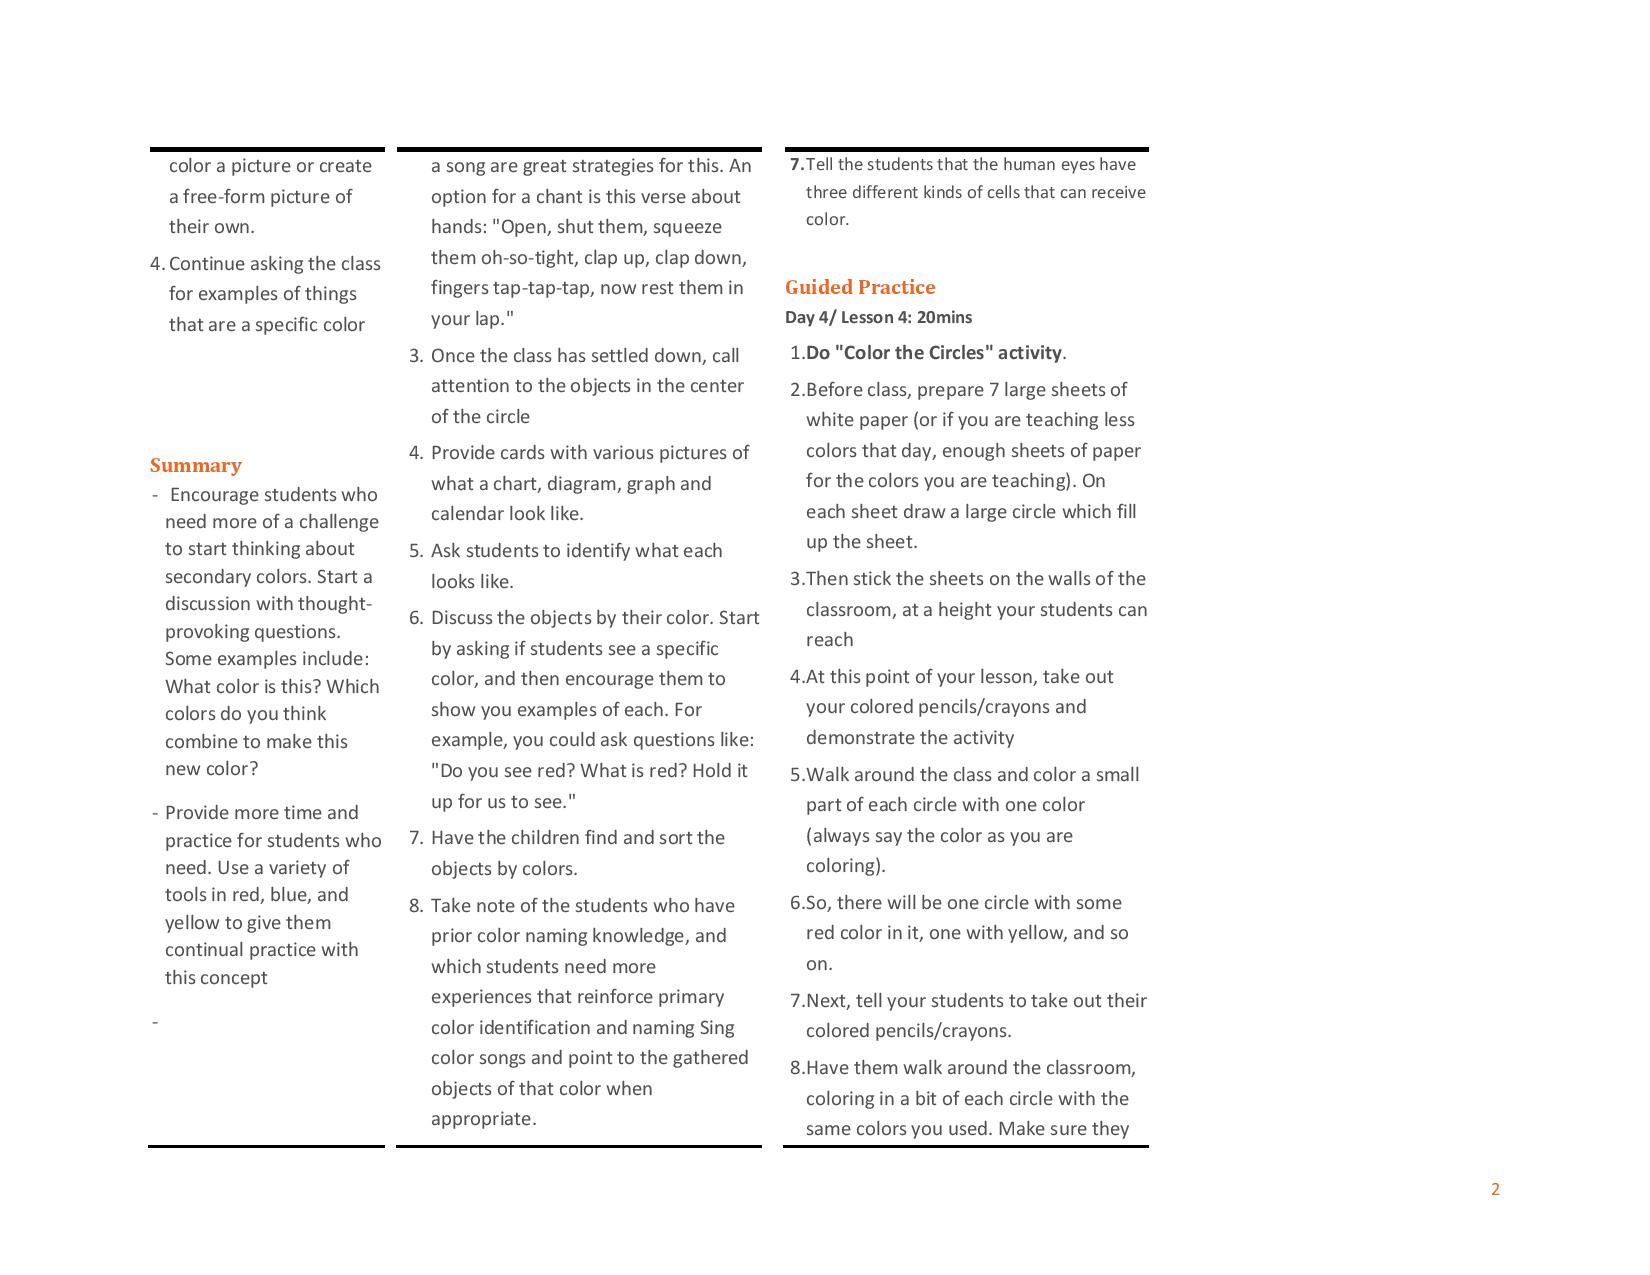 color a picture or create
a free-form picture of
their own.
4. Continue asking the class
for examples of things
that are a specific color
Summary
- Encourage students who
need more of a challenge
to start thinking about
secondary colors. Start a
discussion with thought-
provoking questions.
Some examples include:
What color is this? Which
colors do you think
combine to make this
new color?
- Provide more time and
practice for students who
need. Use a variety of
tools in red, blue, and
yellow to give them
continual practice with
this concept
-
a song are great strategies for this. An
option for a chant is this verse about
hands: "Open, shut them, squeeze
them oh-so-tight, clap up, clap down,
fingers tap-tap-tap, now rest them in
your lap."
3. Once the class has settled down, call
attention to the objects in the center
of the circle
4. Provide cards with various pictures of
what a chart, diagram, graph and
calendar look like.
5. Ask students to identify what each
looks like.
6. Discuss the objects by their color. Start
by asking if students see a specific
color, and then encourage them to
show you examples of each. For
example, you could ask questions like:
"Do you see red? What is red? Hold it
up for us to see."
7. Have the children find and sort the
objects by colors.
8. Take note of the students who have
prior color naming knowledge, and
which students need more
experiences that reinforce primary
color identification and naming Sing
color songs and point to the gathered
objects of that color when
appropriate.
7.Tell the students that the human eyes have
three different kinds of cells that can receive
color.
Guided Practice
Day 4/ Lesson 4: 20mins
1.Do "Color the Circles" activity.
2.Before class, prepare 7 large sheets of
white paper (or if you are teaching less
colors that day, enough sheets of paper
for the colors you are teaching). On
each sheet draw a large circle which fill
up the sheet.
3.Then stick the sheets on the walls of the
classroom, at a height your students can
reach
4.At this point of your lesson, take out
your colored pencils/crayons and
demonstrate the activity
5.Walk around the class and color a small
part of each circle with one color
(always say the color as you are
coloring).
6.So, there will be one circle with some
red color in it, one with yellow, and so
on.
7.Next, tell your students to take out their
colored pencils/crayons.
8.Have them walk around the classroom,
coloring in a bit of each circle with the
same colors you used. Make sure they
2